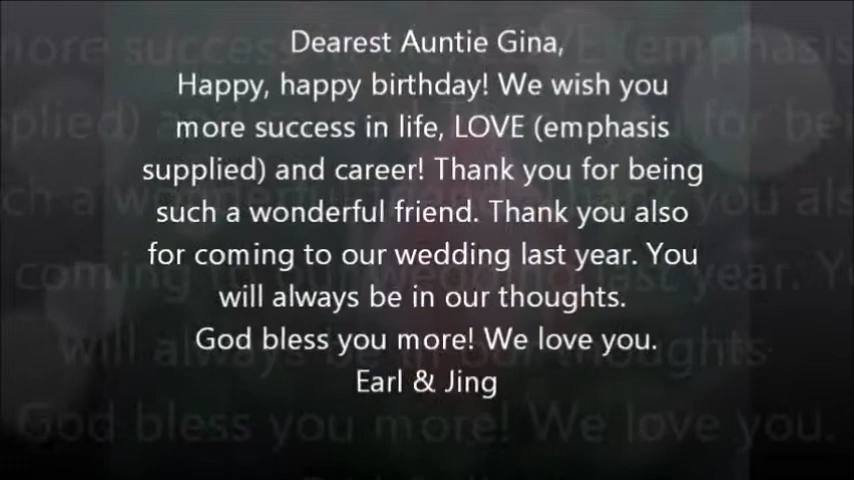 Dearest Auntie Gina,
Happy, happy birthday! We wish you
more success in life, LOVE (emphasis
supplied) and career! Thank you for being
such a wonderful friend. Thank you also
for coming to our wedding last year. You
will always be in our thoughts.
God bless you more! We love you.
Earl & Jing